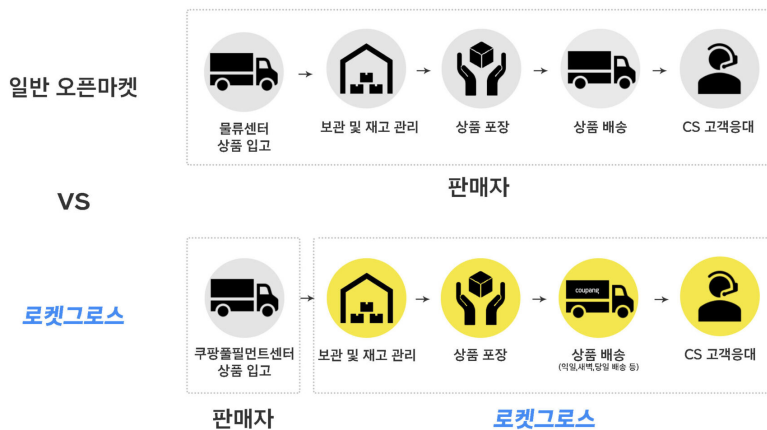 일반 오픈마켓
물류센터
상품 입고
보관 및 재고 관리
상품 포장
상품 배송
CS 고객응대
판매자
VS
로켓그로스
쿠팡풀필먼트센터
상품 입고
보관 및 재고 관리
상품 포장
coupang
상품 배송
(익일,새벽,당일 배송 등)
CS 고객응대
판매자
로켓그로스